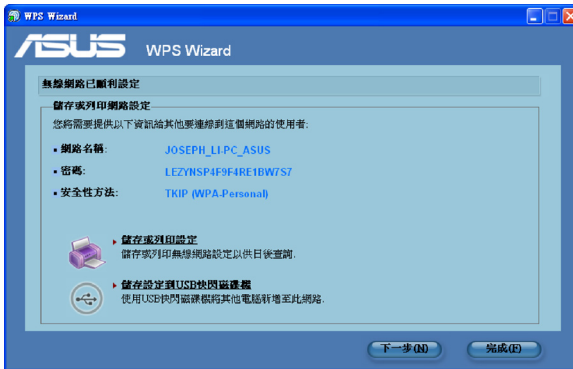 WPS Wizard
ASUS WPS Wizard
無線網路已順利設定
儲存或列印網路設定
您將需要提供以下資訊給其他要連線到這個網路的使用者:
▪ 網路名稱: JOSEPH_LI-PC_ASUS
▪ 密碼: LEZYNSP4F9F4RE1BW7S7
▪ 安全性方法: TKIP (WPA-Personal)
儲存或列印設定
儲存或列印無線網路設定以供日後查詢.
儲存設定到USB快閃磁碟機
使用USB快閃磁碟機將其他電腦新增至此網路.
下一步(N) 完成(F)